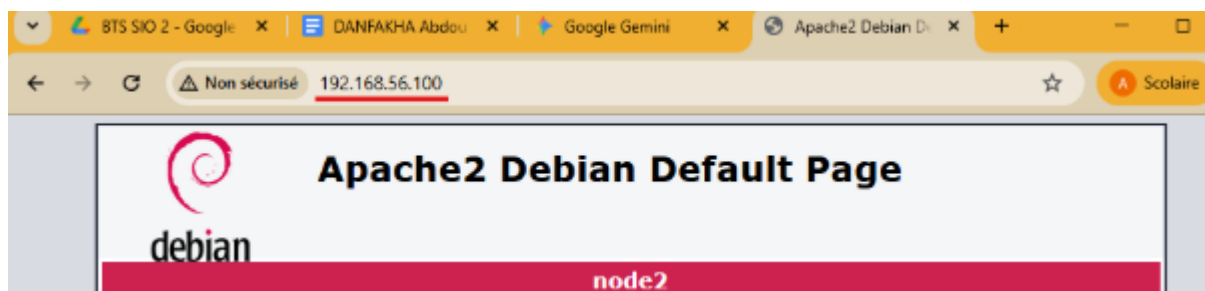 BTS SIO 2 - Google
DANFAKHA Abdou
Google Gemini
Apache2 Debian De
Non sécurisé
192.168.56.100
A Scolaire
debian
Apache2 Debian Default Page
node2